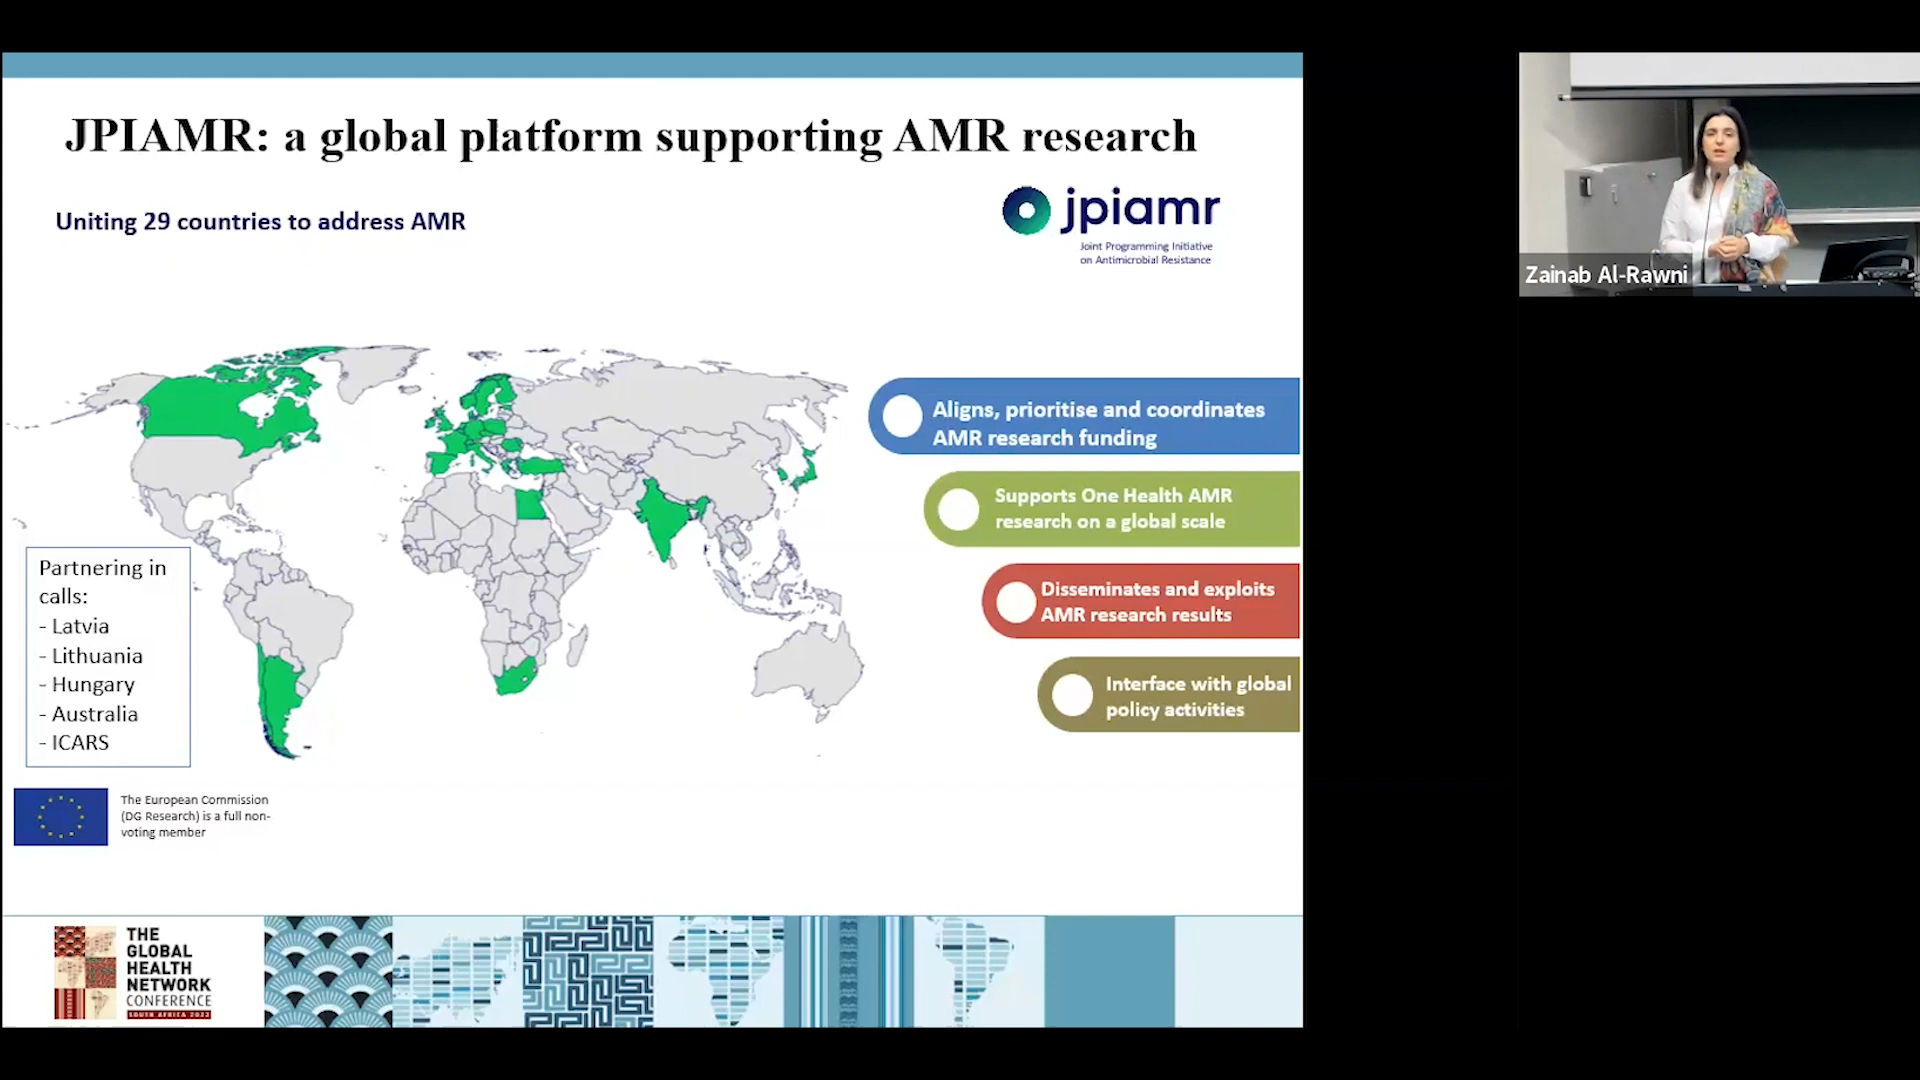 JPIAMR: a global platform supporting AMR research
Uniting 29 countries to address AMR
jpiamr
Joint Programming Initiative
on Antimicrobial Resistance
Aligns, prioritise and coordinates
AMR research funding
Supports One Health AMR
research on a global scale
Disseminates and exploits
AMR research results
Interface with global
policy activities
Partnering in
calls:
- Latvia
- Lithuania
- Hungary
- Australia
- ICARS
The European Commission
(DG Research) is a full non-
voting member
THE
GLOBAL
HEALTH
NETWORK
CONFERENCE
SOUTH AFRICA 2022
Zainab Al-Rawni